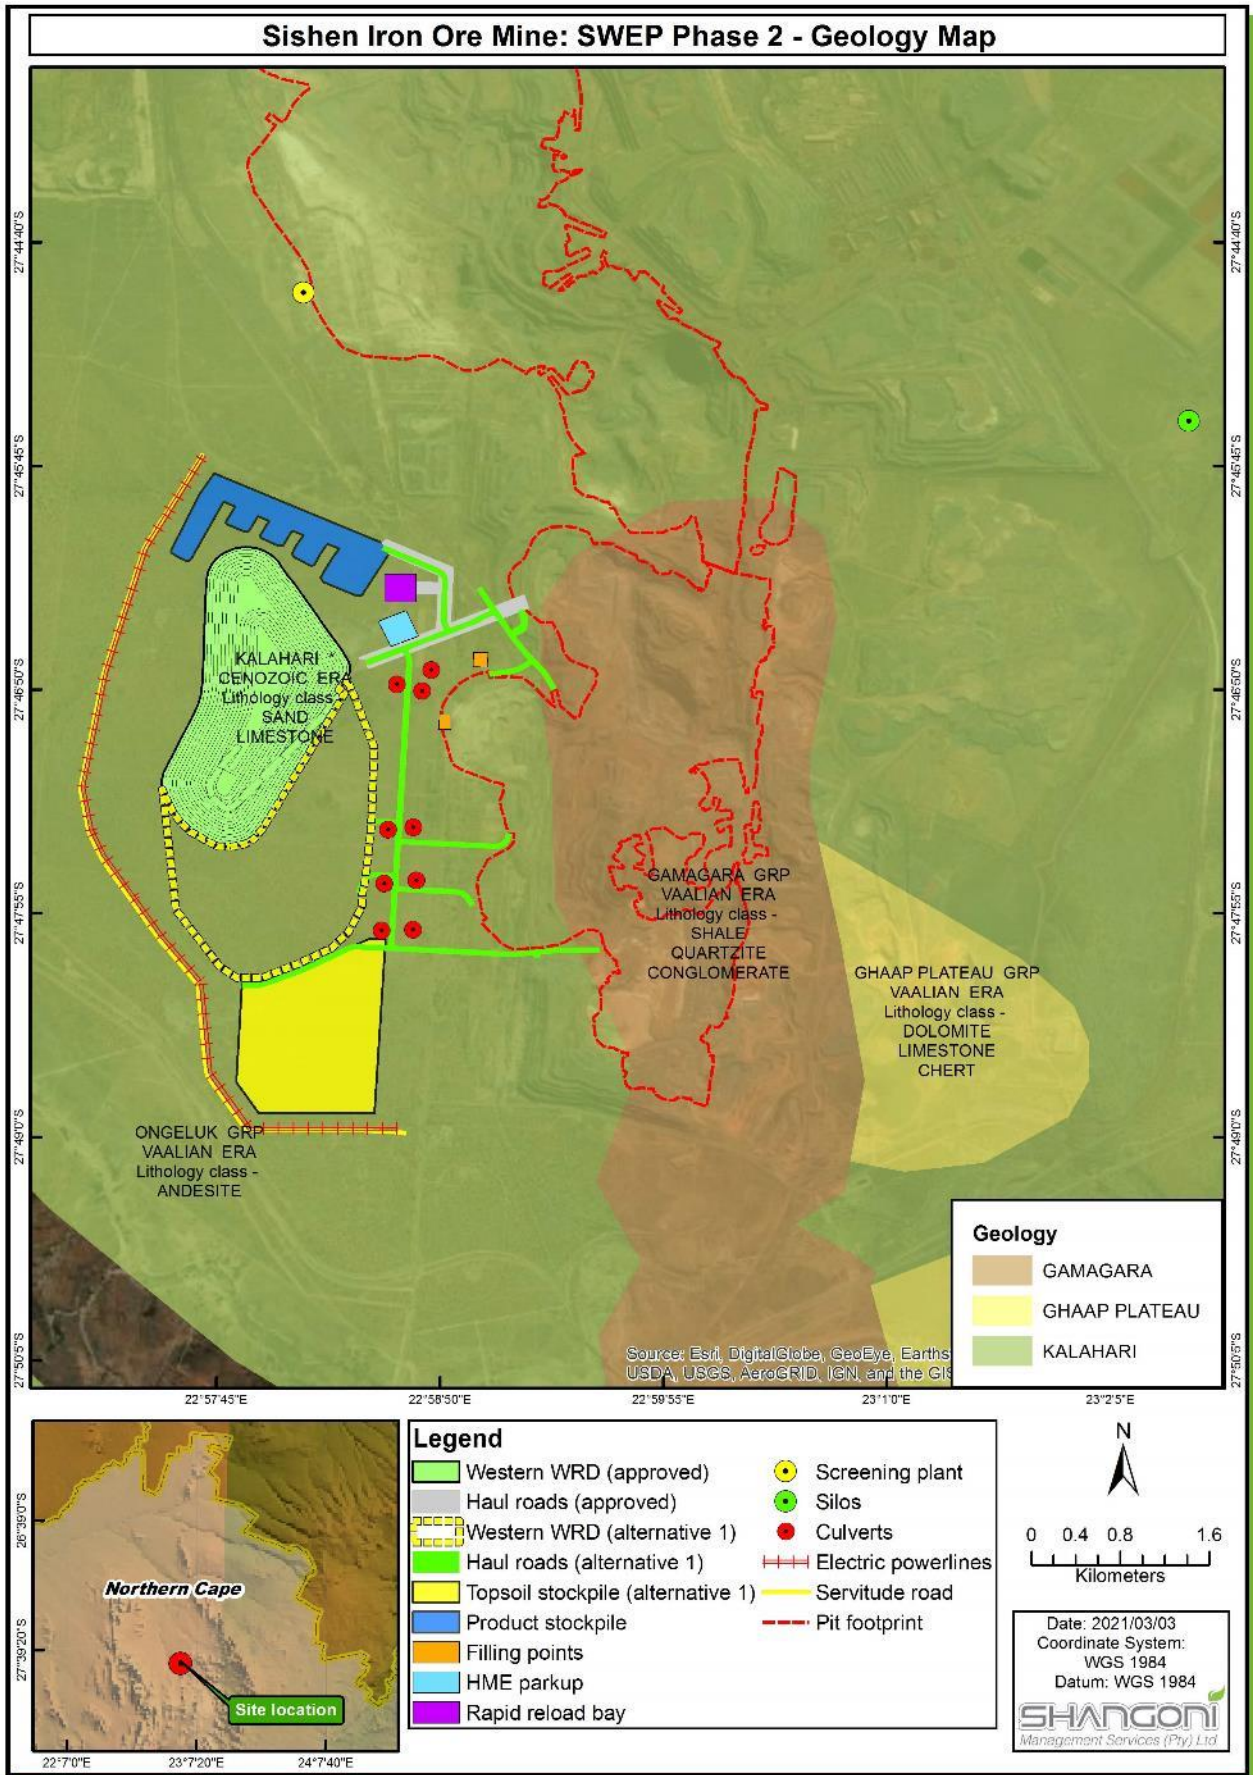 Sishen Iron Ore Mine: SWEP Phase 2 - Geology Map
27°44'40"S
27°44'40"S
27°45'45"S
27°45'45"S
KALAHARI
CENOZOIC ERA
Lithology class -
SAND
LIMESTONE
27°46'50"S
27°46'50"S
GAMAGARA GRP
VAALIAN ERA
Lithology class -
SHALE
QUARTZITE
CONGLOMERATE
27°47'55"S
27°47'55"S
GHAAP PLATEAU GRP
VAALIAN ERA
Lithology class -
DOLOMITE
LIMESTONE
CHERT
27°49'0"S
27°49'0"S
ONGELUK GRP
VAALIAN ERA
Lithology class -
ANDESITE
Geology
GAMAGARA
GHAAP PLATEAU
KALAHARI
Source: Esri, DigitalGlobe, GeoEye, Earths
USDA, USGS, AeroGRID, IGN, and the GIS
27°50'5"S
27°50'5"S
22°57'45"E
22°58'50"E
22°59'55"E
23°1'0"E
23°2'5"E
26°39'0"S
27°39'20"S
Northern Cape
Site location
22°7'0"E
23°7'20"E
24°7'40"E
Legend
Western WRD (approved)
Haul roads (approved)
Western WRD (alternative 1)
Haul roads (alternative 1)
Topsoil stockpile (alternative 1)
Product stockpile
Filling points
HME parkup
Rapid reload bay
Screening plant
Silos
Culverts
Electric powerlines
Servitude road
Pit footprint
N
0 0.4 0.8 1.6
Kilometers
Date: 2021/03/03
Coordinate System:
WGS 1984
Datum: WGS 1984
SHANGONI
Management Services (Pty) Ltd